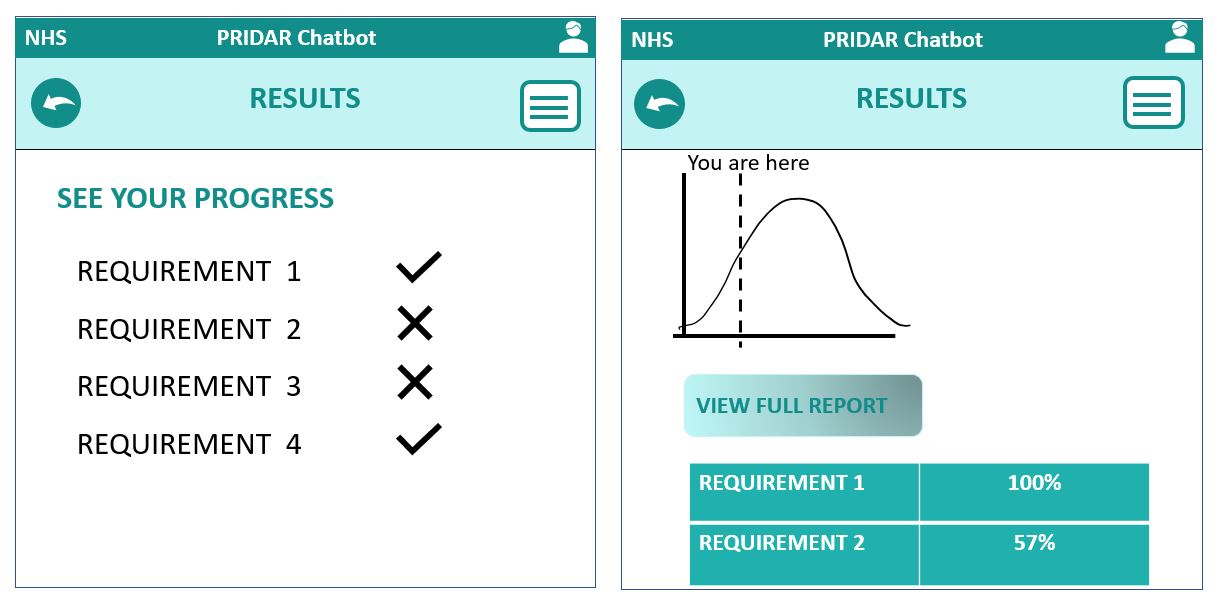 NHS
PRIDAR Chatbot
RESULTS
SEE YOUR PROGRESS
REQUIREMENT 1
REQUIREMENT 2
REQUIREMENT 3
REQUIREMENT 4
NHS
PRIDAR Chatbot
RESULTS
You are here
VIEW FULL REPORT
REQUIREMENT 1 100%
REQUIREMENT 2 57%